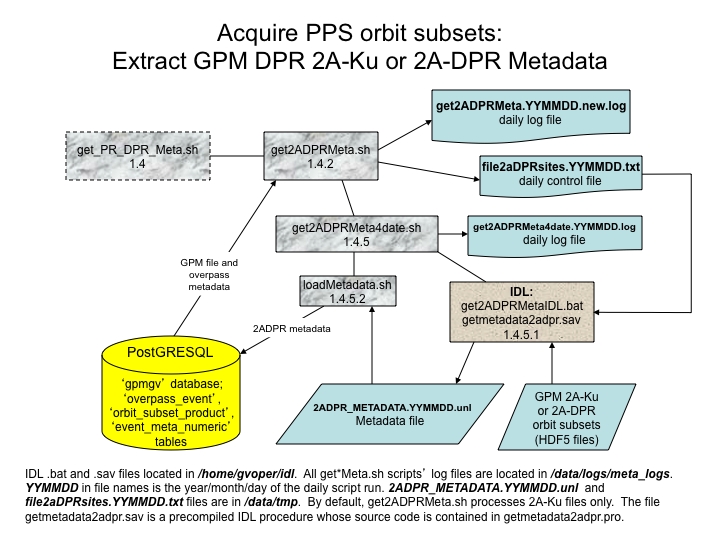 Acquire PPS orbit subsets:
Extract GPM DPR 2A-Ku or 2A-DPR Metadata
get2ADPRMeta.YYMMDD.new.log
daily log file
get_PR_DPR_Meta.sh
1.4
get2ADPRMeta.sh
1.4.2
file2aDPRsites.YYMMDD.txt
daily control file
get2ADPRMeta4date.sh
1.4.5
get2ADPRMeta4date.YYMMDD.log
daily log file
GPM file and
overpass
metadata
loadMetadata.sh
1.4.5.2
IDL:
get2ADPRMetaIDL.bat
getmetadata2adpr.sav
1.4.5.1
2ADPR metadata
PostGRESQL
‘gpmgv’ database;
‘overpass_event’,
‘orbit_subset_product’,
‘event_meta_numeric’
tables
2ADPR_METADATA.YYMMDD.unl
Metadata file
GPM 2A-Ku
or 2A-DPR
orbit subsets
(HDF5 files)
IDL .bat and .sav files located in /home/gvoper/idl. All get*Meta.sh scripts’ log files are located in /data/logs/meta_logs.
YYMMDD in file names is the year/month/day of the daily script run. 2ADPR_METADATA.YYMMDD.unl and
file2aDPRsites.YYMMDD.txt files are in /data/tmp. By default, get2ADPRMeta.sh processes 2A-Ku files only. The file
getmetadata2adpr.sav is a precompiled IDL procedure whose source code is contained in getmetadata2adpr.pro.